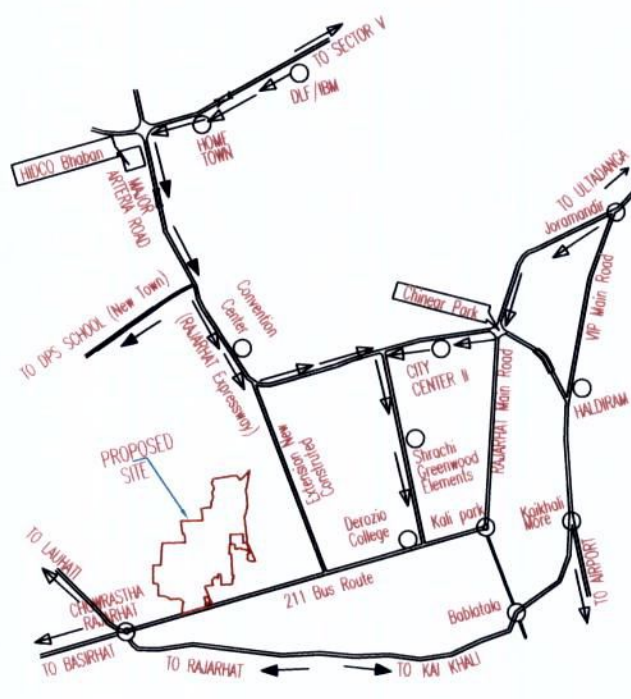 TO SECTOR V
DLF/IBM
HOME
TOWN
HIDCO Bhaban
MAJOR
ARTERIA ROAD
TO ULTADANGA
Joramandir
TO DPS SCHOOL (New Town)
Convention
Center
(RAJARHAT Expressway)
Chinear Park
VIP Main Road
CITY
CENTER II
RAJARHAT Main Road
HALDIRAM
PROPOSED
SITE
Extension New
Constructed
Shrachi
Greenwood
Elements
Derozio
College
Kali park
Kaikhali
More
TO LAUHATI
CHOWRASTHA
RAJARHAT
211 Bus Route
TO AIRPORT
Bablatala
TO BASIRHAT
TO RAJARHAT
TO KAI KHALI